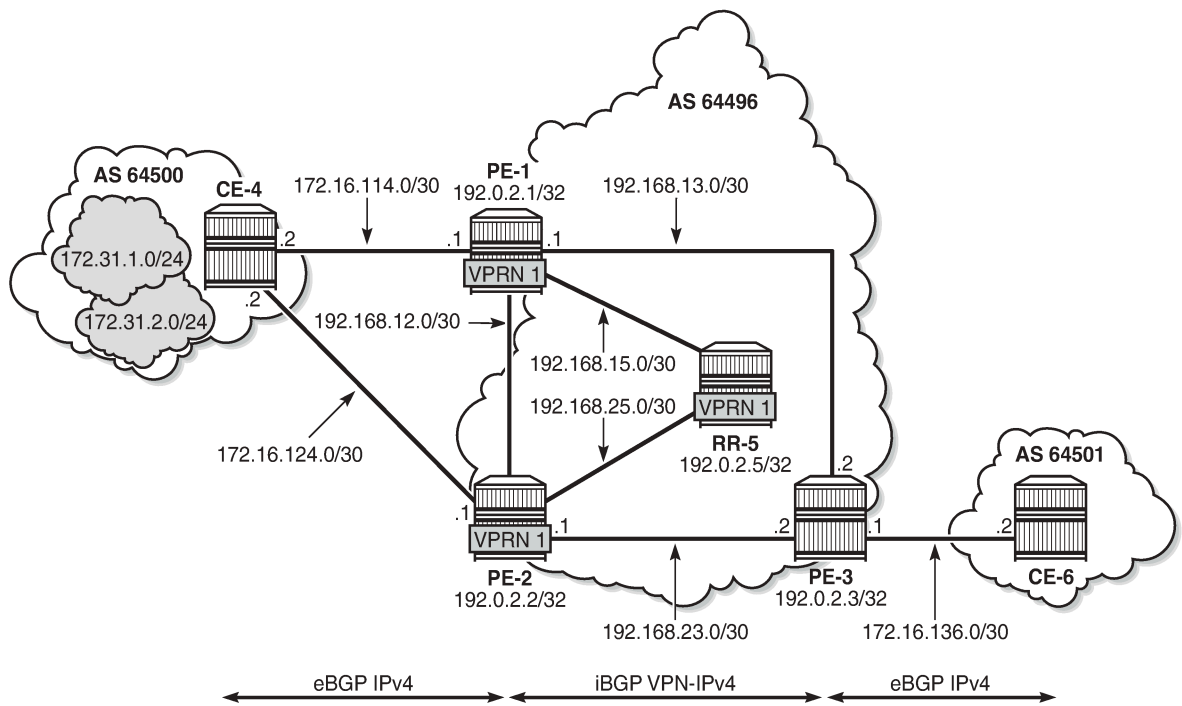 AS 64496
AS 64500
CE-4
172.16.114.0/30
PE-1
192.0.2.1/32
192.168.13.0/30
172.31.1.0/24
.2
.1
.1
VPRN 1
.2
172.31.2.0/24
192.168.12.0/30
192.168.15.0/30
192.168.25.0/30
VPRN 1
RR-5
192.0.2.5/32
172.16.124.0/30
.2
AS 64501
.1
.1
.2
.1
.2
VPRN 1
PE-2
192.0.2.2/32
PE-3
192.0.2.3/32
CE-6
192.168.23.0/30
172.16.136.0/30
eBGP IPv4
iBGP VPN-IPv4
eBGP IPv4